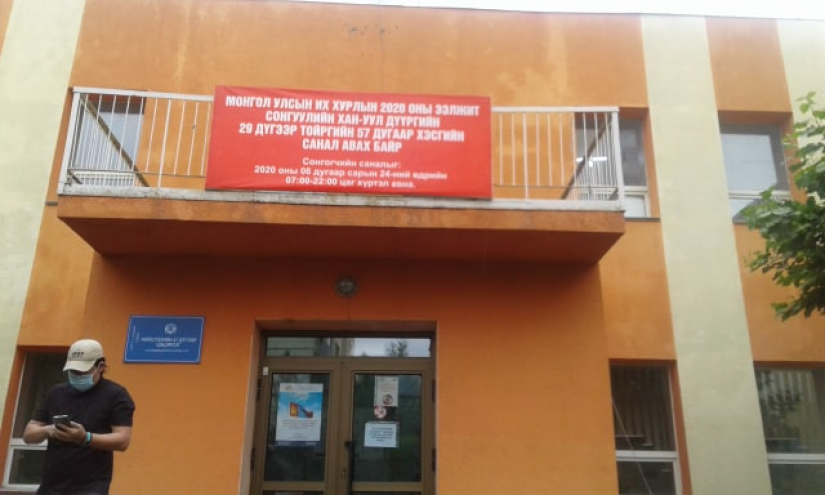 МОНГОЛ УЛСЫН ИХ ХУРЛЫН 2020 ОНЫ ЭЭЛЖИТ
СОНГУУЛИЙН ХАН-УУЛ ДҮҮРГИЙН
29 ДҮГЭЭР ТОЙРГИЙН 57 ДУГААР ХЭСГИЙН
САНАЛ АВАХ БАЙР
Сонгогчийн саналыг:
2020 оны 06 дугаар сарын 24-ний өдрийн
07:00-22:00 цаг хүртэл авна.
ЦЭЦЭРЛЭГ